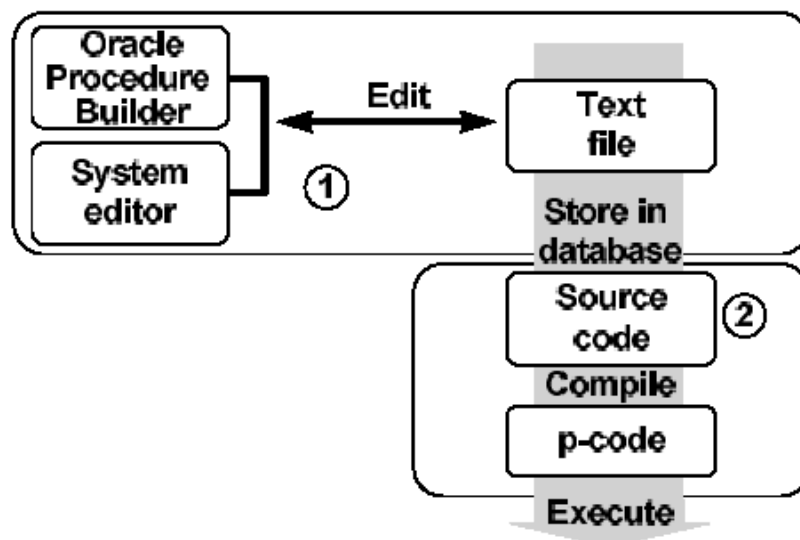 Oracle
Procedure
Builder
System
editor
Edit
①
Text
file
Store in
database
Source
code
②
Compile
p-code
Execute